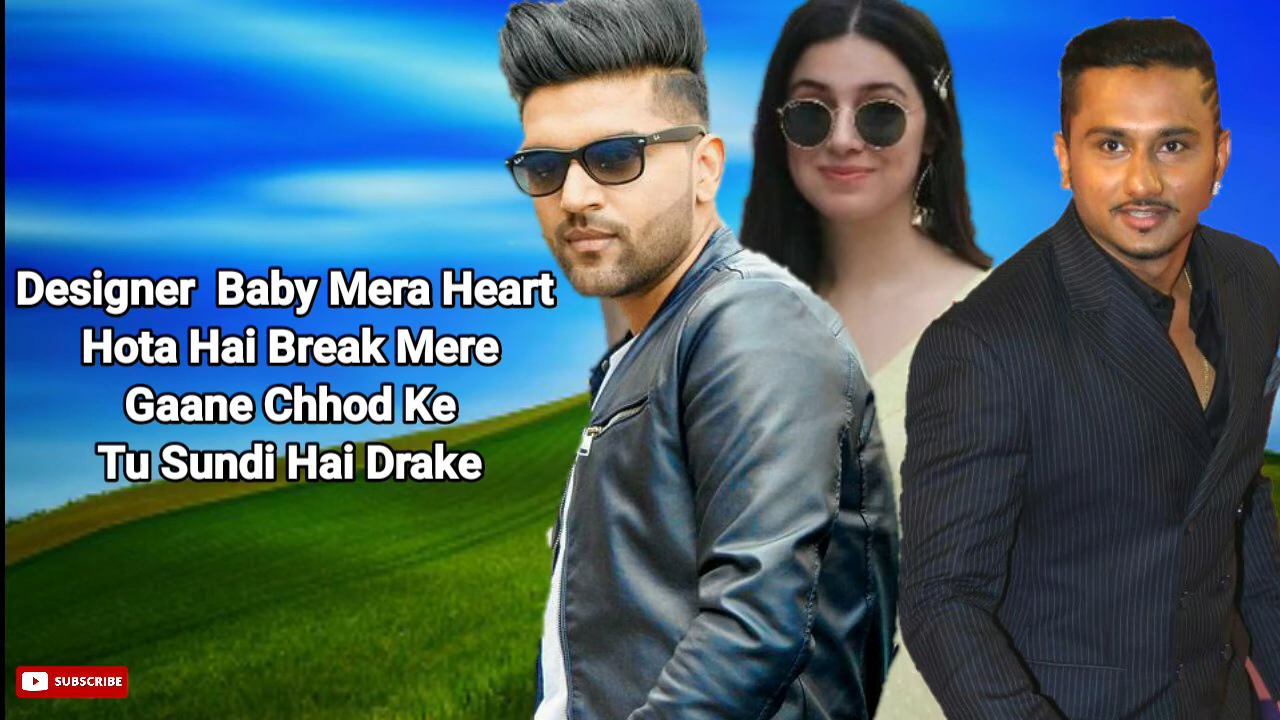 Designer  Baby Mera Heart
Hota Hai Break Mere
Gaane Chhod Ke
Tu Sundi Hai Drake
SUBSCRIBE